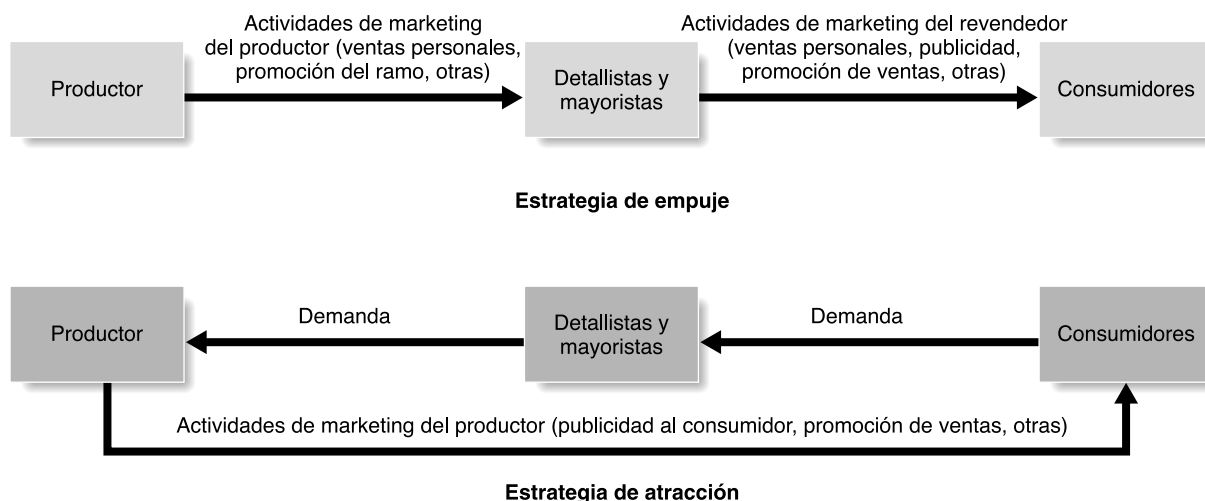 Actividades de marketing
del productor (ventas personales,
promoción del ramo, otras)
Actividades de marketing del revendedor
(ventas personales, publicidad,
promoción de ventas, otras)
Productor
Detallistas y
mayoristas
Consumidores
Estrategia de empuje
Productor
Demanda
Detallistas y
mayoristas
Demanda
Consumidores
Actividades de marketing del productor (publicidad al consumidor, promoción de ventas, otras)
Estrategia de atracción